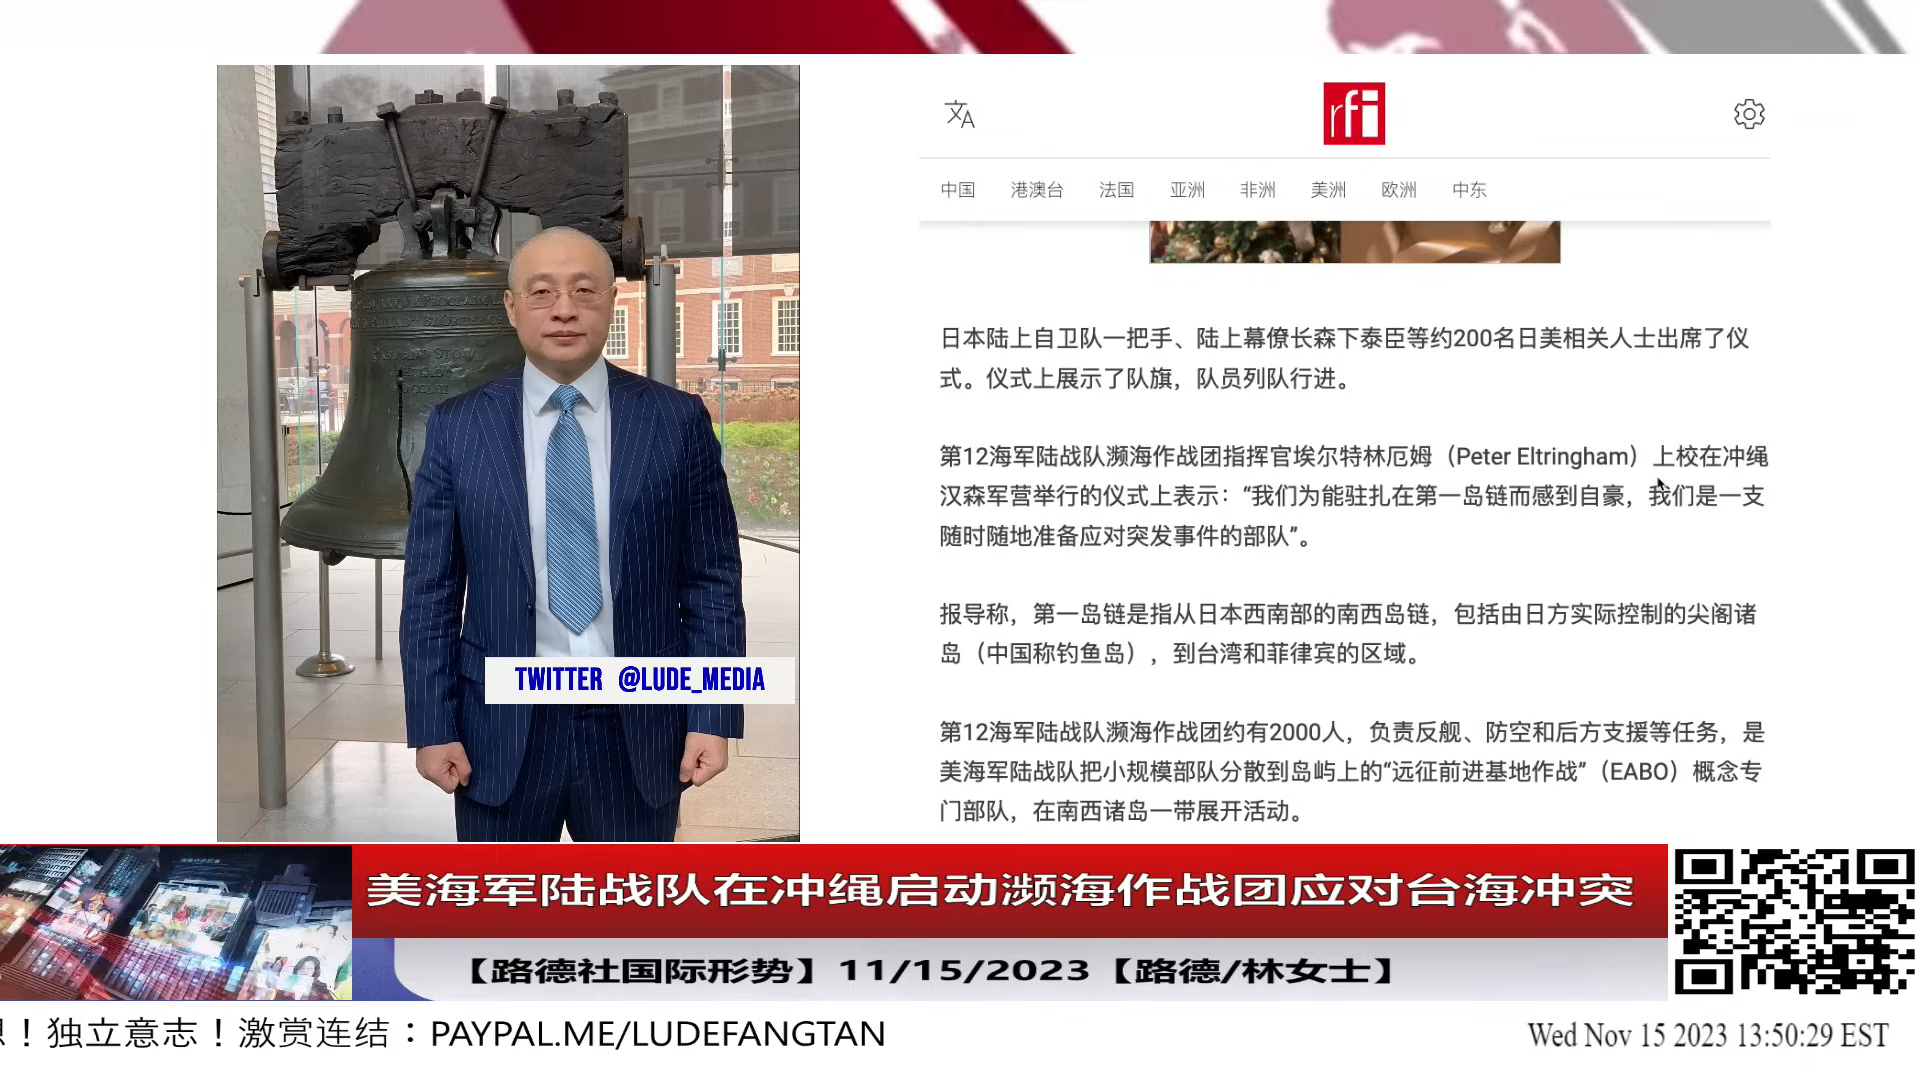 rfi
中国 港澳台 法国 亚洲 非洲 美洲 欧洲 中东
日本陆上自卫队一把手、陆上幕僚长森下泰臣等约200名日美相关人士出席了仪
式。仪式上展示了队旗，队员列队行进。
第12海军陆战队濒海作战团指挥官埃尔特林厄姆（Peter Eltringham）上校在冲绳
汉森军营举行的仪式上表示：“我们为能驻扎在第一岛链而感到自豪，我们是一支
随时随地准备应对突发事件的部队”。
报导称，第一岛链是指从日本西南部的南西岛链，包括由日方实际控制的尖阁诸
岛（中国称钓鱼岛），到台湾和菲律宾的区域。
第12海军陆战队濒海作战团约有2000人，负责反舰、防空和后方支援等任务，是
美海军陆战队把小规模部队分散到岛屿上的“远征前进基地作战”（EABO）概念专
门部队，在南西诸岛一带展开活动。
PASS AND STOW
TWITTER @LUDE_MEDIA
美海军陆战队在冲绳启动濒海作战团应对台海冲突
【路德社国际形势】11/15/2023【路德/林女士】
！独立意志！激赏连结：PAYPAL.ME/LUDEFANGTAN
Wed Nov 15 2023 13:50:29 EST